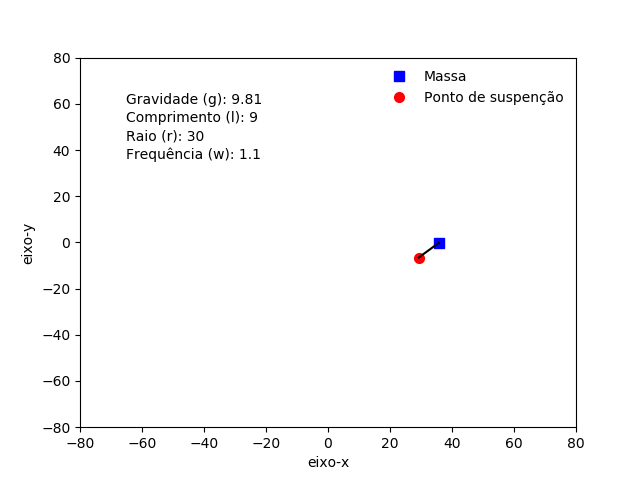 80
60
40
20
0
−20
−40
−60
−80
−80
−60
−40
−20
0
20
40
60
80
eixo-y
eixo-x
Gravidade (g): 9.81
Comprimento (l): 9
Raio (r): 30
Frequência (w): 1.1
Massa
Ponto de suspenção